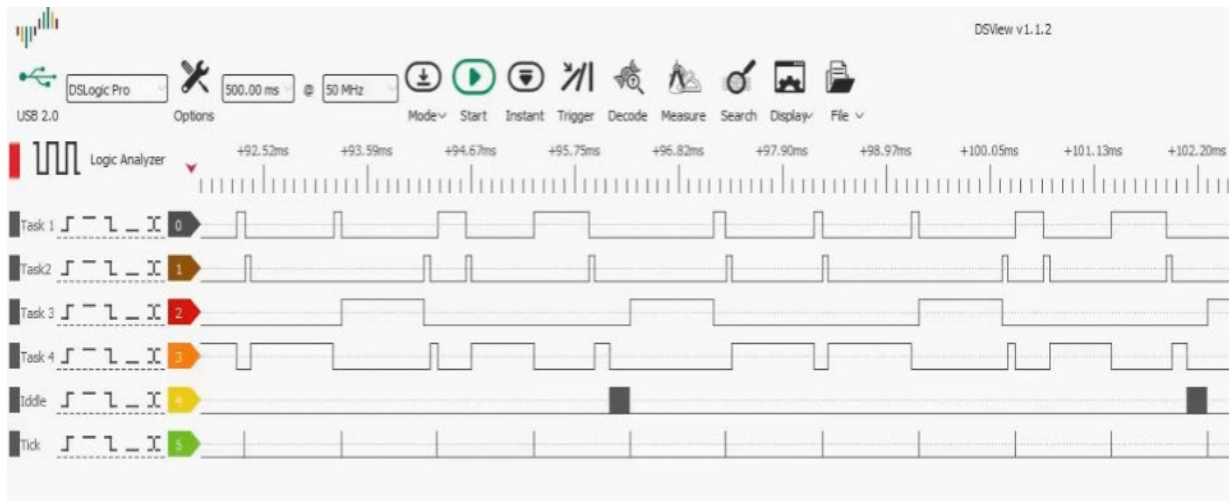 DSView v1.1.2
DSLogic Pro 500.00 ms @ 50 MHz
USB 2.0 Options Mode Start Instant Trigger Decode Measure Search Display File
Logic Analyzer +92.52ms +93.59ms +94.67ms +95.75ms +96.82ms +97.90ms +98.97ms +100.05ms +101.13ms +102.20ms
Task 1 0
Task2 1
Task 3 2
Task 4 3
Iddle 4
Tick 5